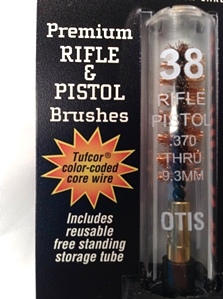 Premium
RIFLE
&
PISTOL
Brushes
Tufcor®
color-coded
core wire
Includes
reusable
free standing
storage tube
38
RIFLE
PISTOL
.370
THRU
9.3MM
OTIS